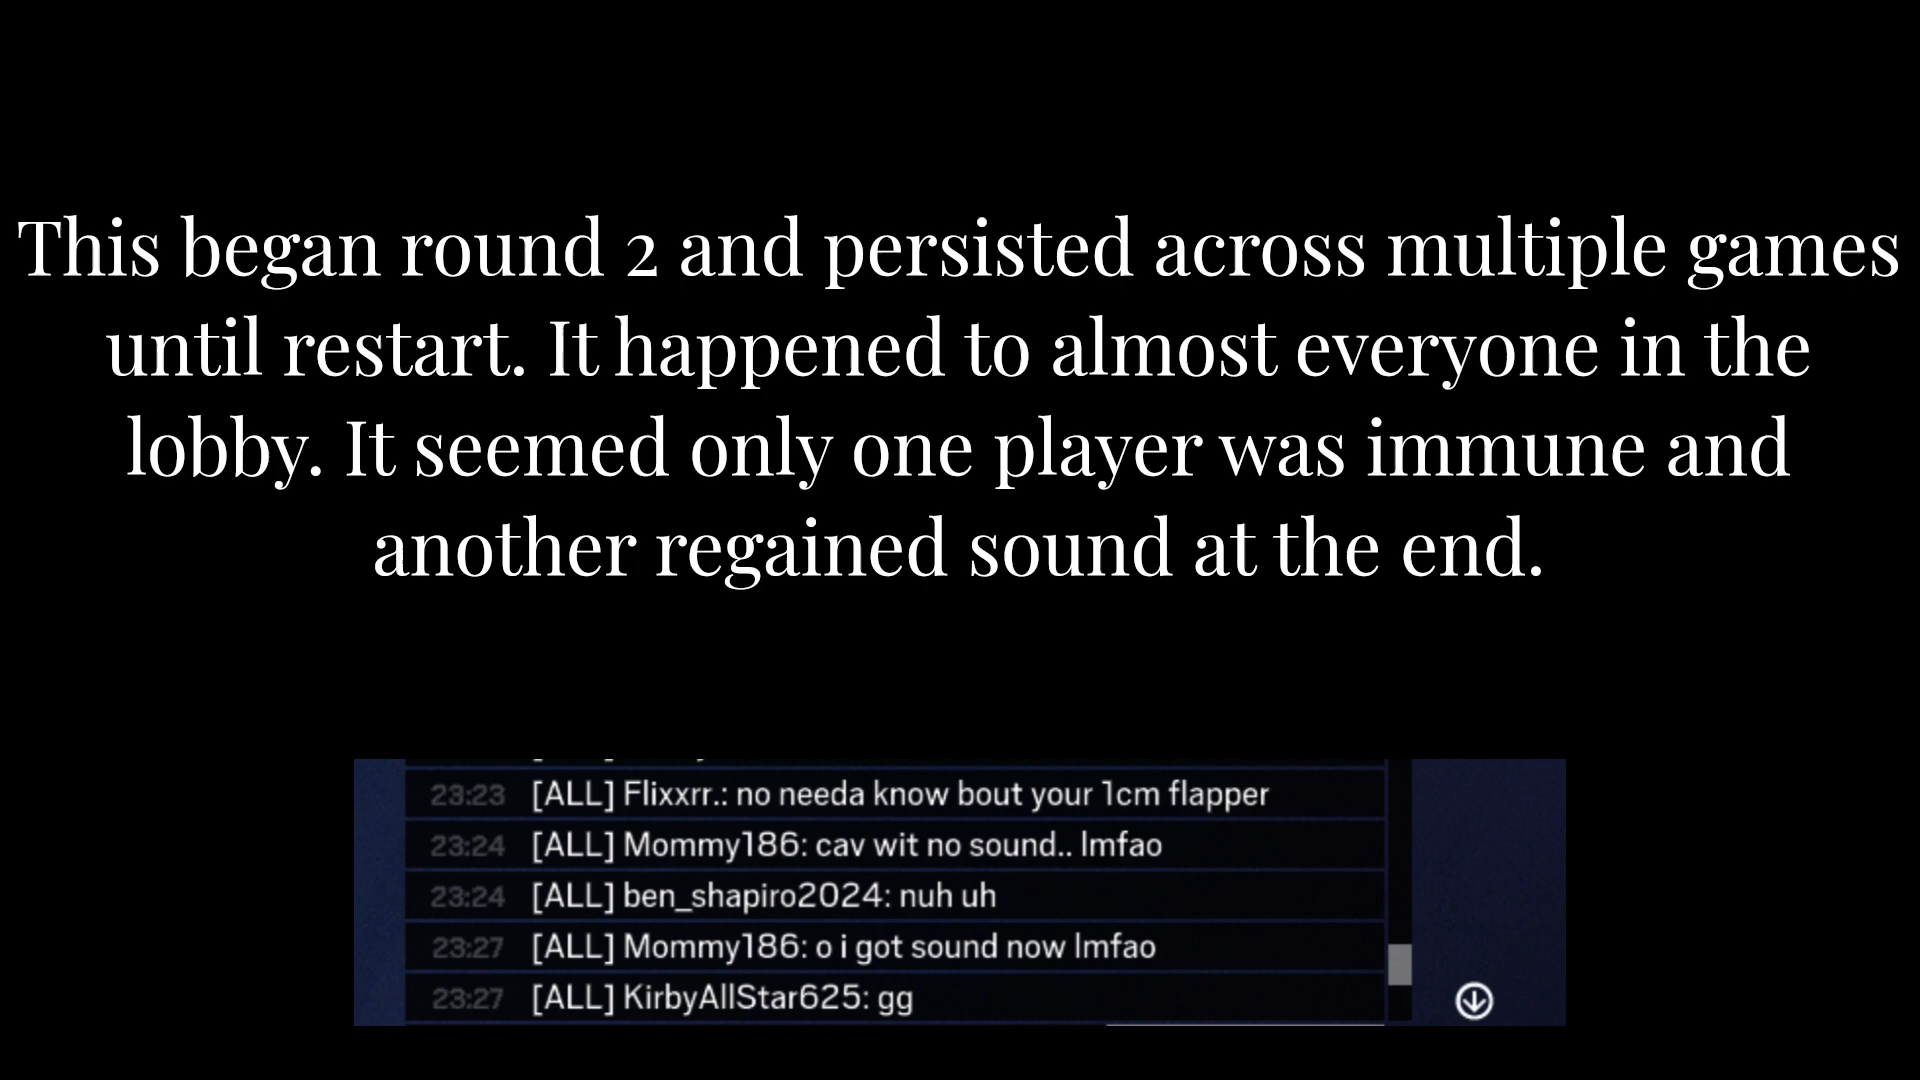 This began round 2 and persisted across multiple games
until restart. It happened to almost everyone in the
lobby. It seemed only one player was immune and
another regained sound at the end.
23:23 [ALL] Flixxrr.: no needa know bout your 1cm flapper
23:24 [ALL] Mommy186: cav wit no sound.. lmfao
23:24 [ALL] ben_shapiro2024: nuh uh
23:27 [ALL] Mommy186: o i got sound now lmfao
23:27 [ALL] KirbyAllStar625: gg